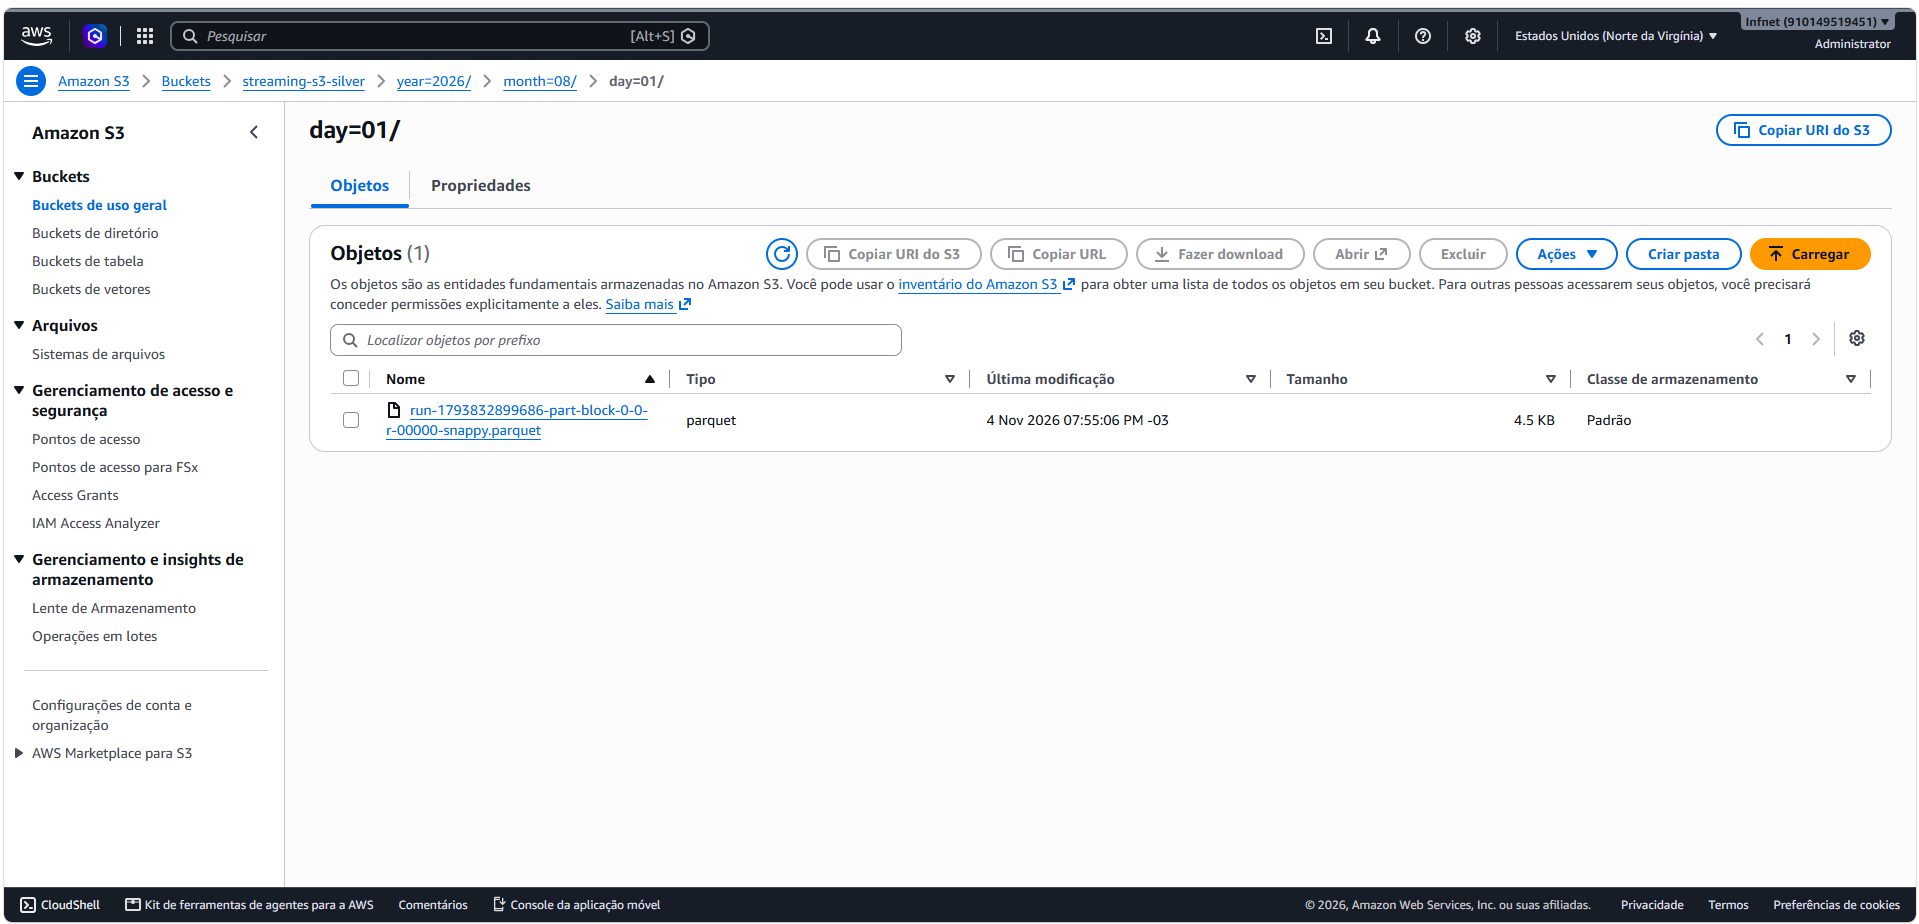 aws
Pesquisar
[Alt+S]
Estados Unidos (Norte da Virgínia)
Infnet (910149519451)
Administrator
Amazon S3
Buckets
streaming-s3-silver
year=2026/
month=08/
day=01/
Amazon S3
Buckets
Buckets de uso geral
Buckets de diretório
Buckets de tabela
Buckets de vetores
Arquivos
Sistemas de arquivos
Gerenciamento de acesso e
segurança
Pontos de acesso
Pontos de acesso para FSx
Access Grants
IAM Access Analyzer
Gerenciamento e insights de
armazenamento
Lente de Armazenamento
Operações em lotes
Configurações de conta e
organização
AWS Marketplace para S3
day=01/
Copiar URI do S3
Objetos
Propriedades
Objetos (1)
Copiar URI do S3
Copiar URL
Fazer download
Abrir
Excluir
Ações
Criar pasta
Carregar
Os objetos são as entidades fundamentais armazenadas no Amazon S3. Você pode usar o inventário do Amazon S3 para obter uma lista de todos os objetos em seu bucket. Para outras pessoas acessarem seus objetos, você precisará
conceder permissões explicitamente a eles. Saiba mais
Localizar objetos por prefixo
1
Nome
Tipo
Última modificação
Tamanho
Classe de armazenamento
run-1793832899686-part-block-0-0-
r-00000-snappy.parquet
parquet
4 Nov 2026 07:55:06 PM -03
4.5 KB
Padrão
CloudShell
Kit de ferramentas de agentes para a AWS
Comentários
Console da aplicação móvel
© 2026, Amazon Web Services, Inc. ou suas afiliadas.
Privacidade
Termos
Preferências de cookies